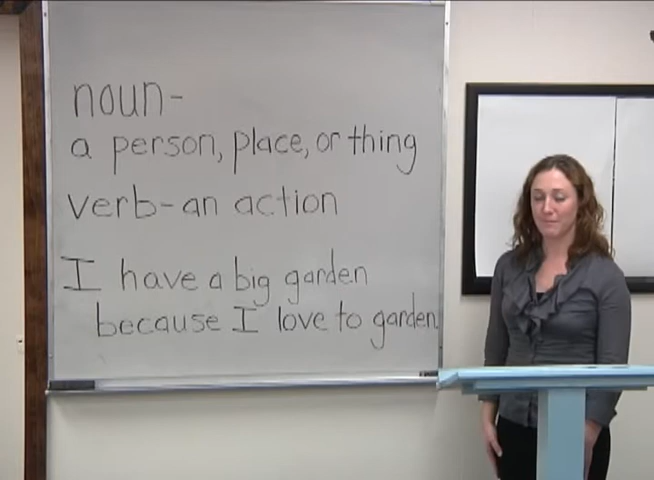 noun-
a person, place, or thing
verb-an action
I have a big garden
because I love to garden